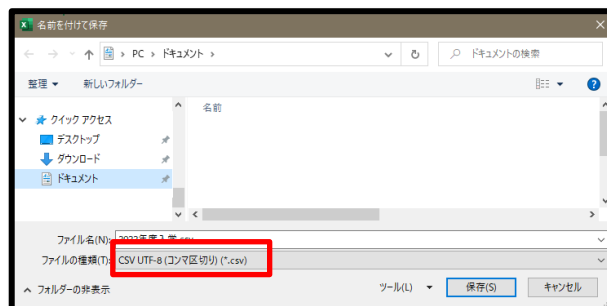 名前を付けて保存
PC › ドキュメント ›
ドキュメントの検索
整理 新しいフォルダー
名前
クイック アクセス
デスクトップ
ダウンロード
ドキュメント
ファイル名(N):
ファイルの種類(T): CSV UTF-8 (コンマ区切り) (*.csv)
フォルダーの非表示
ツール(L) 保存(S) キャンセル